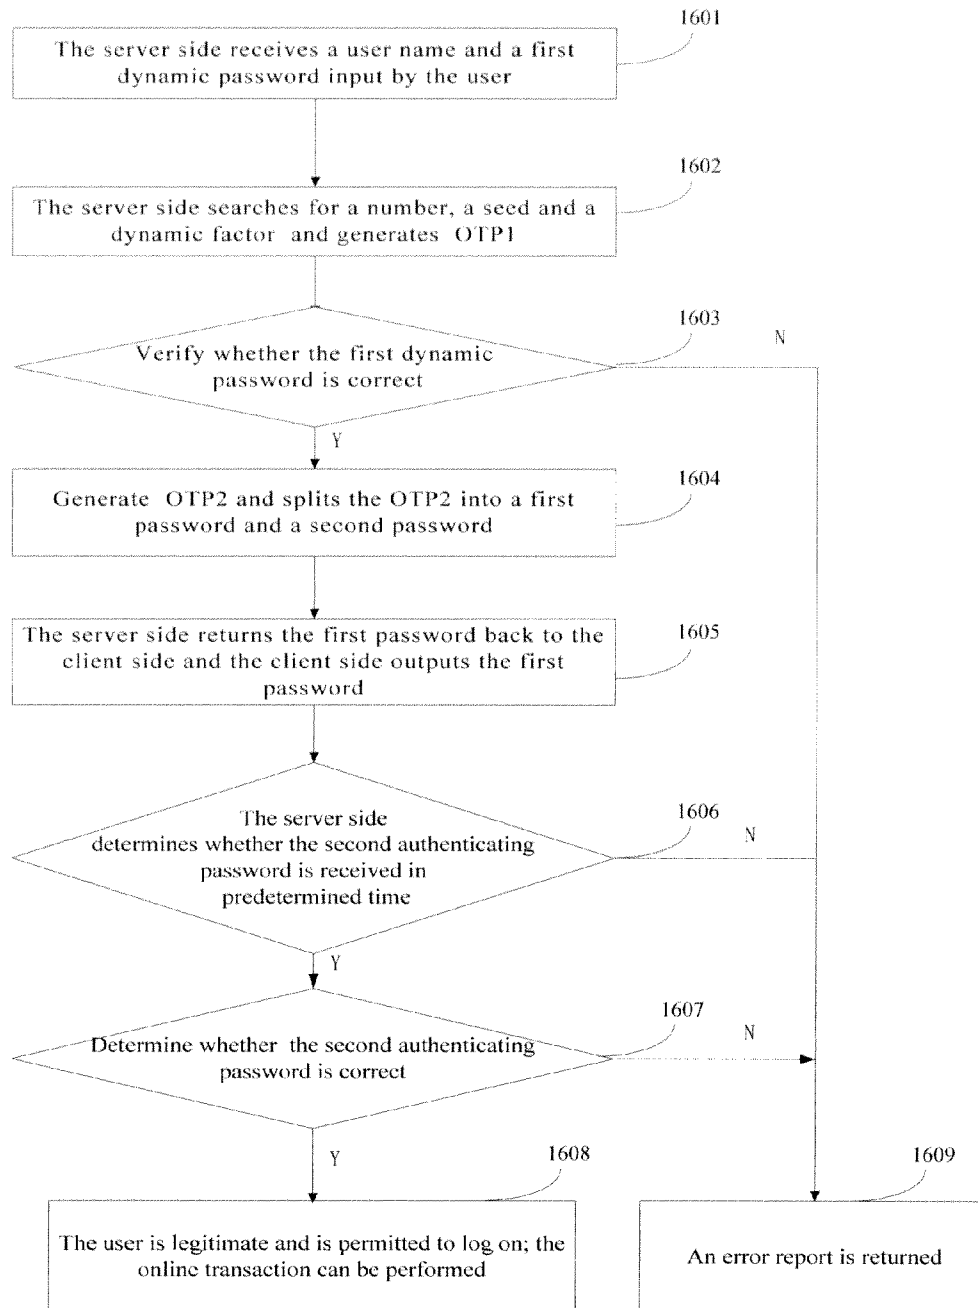 1601
The server side receives a user name and a first
dynamic password input by the user
1602
The server side searches for a number, a seed and a
dynamic factor and generates OTP1
1603
N
Verify whether the first dynamic
password is correct
Y
1604
Generate OTP2 and splits the OTP2 into a first
password and a second password
1605
The server side returns the first password back to the
client side and the client side outputs the first
password
1606
N
The server side
determines whether the second authenticating
password is received in
predetermined time
Y
1607
N
Determine whether the second authenticating
password is correct
Y
1608
1609
The user is legitimate and is permitted to log on; the
online transaction can be performed
An error report is returned